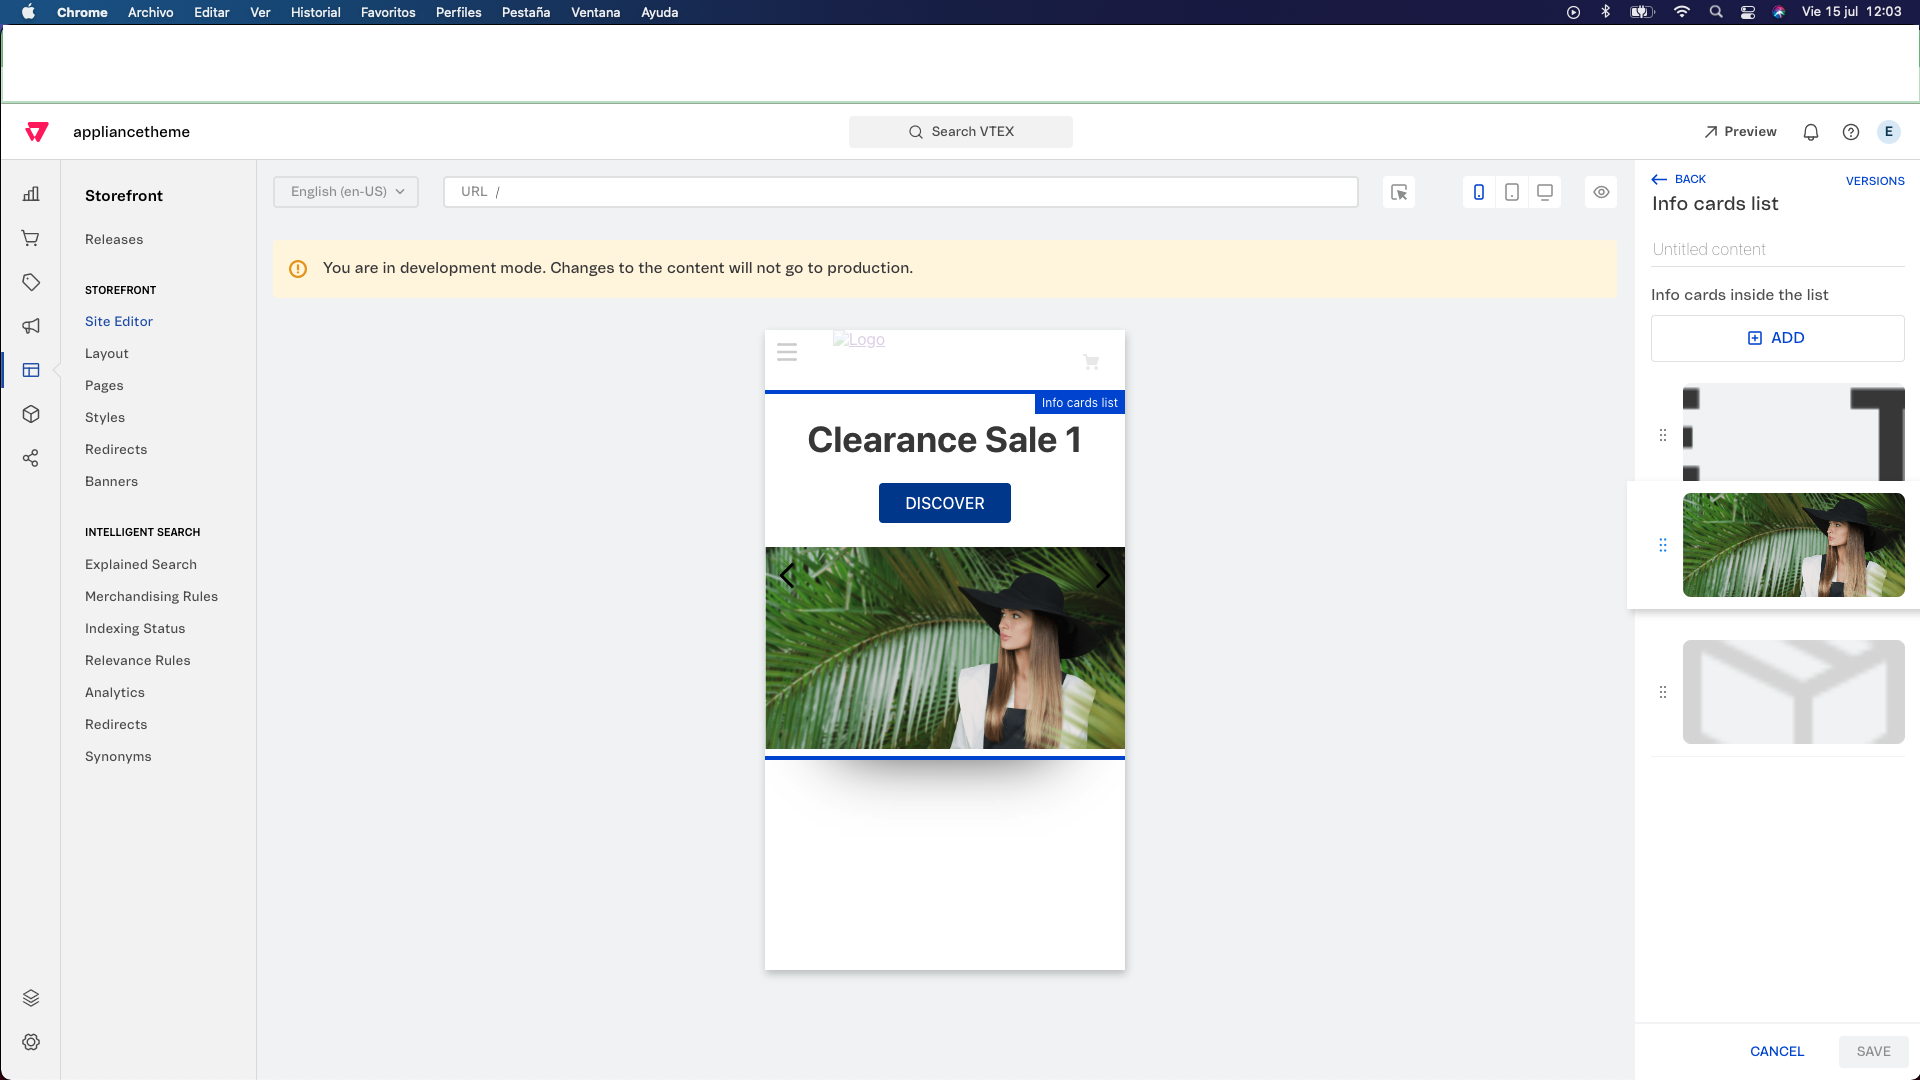 Chrome Archivo Editar Ver Historial Favoritos Perfiles Pestaña Ventana Ayuda Vie 15 jul 12:03
appliancetheme
Search VTEX
Preview
E
Storefront
Releases
STOREFRONT
Site Editor
Layout
Pages
Styles
Redirects
Banners
INTELLIGENT SEARCH
Explained Search
Merchandising Rules
Indexing Status
Relevance Rules
Analytics
Redirects
Synonyms
English (en-US)
URL /
You are in development mode. Changes to the content will not go to production.
Logo
Info cards list
Clearance Sale 1
DISCOVER
BACK
VERSIONS
Info cards list
Untitled content
Info cards inside the list
ADD
CANCEL
SAVE